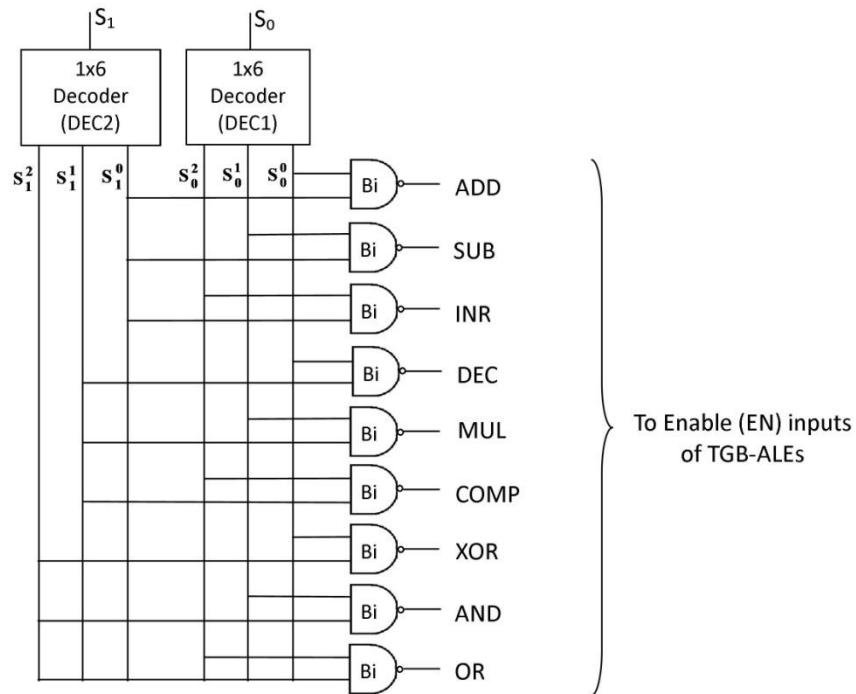 S₁
S₀
1x6
Decoder
(DEC2)
1x6
Decoder
(DEC1)
S₁² S₁¹ S₁⁰ S₀² S₀¹ S₀⁰
Bi ADD
Bi SUB
Bi INR
Bi DEC
Bi MUL
Bi COMP
Bi XOR
Bi AND
Bi OR
To Enable (EN) inputs
of TGB-ALEs